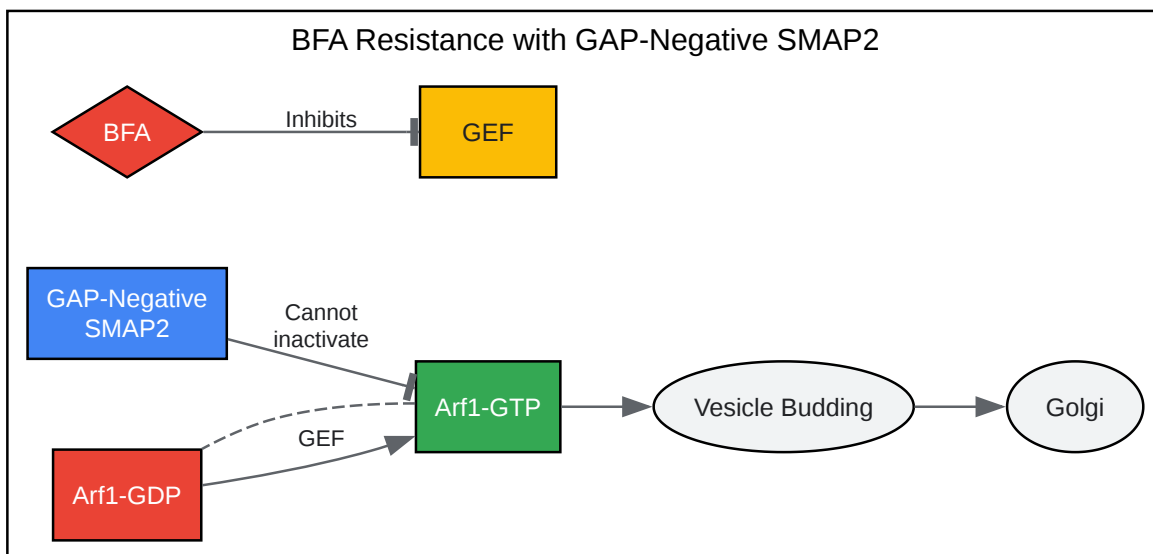 BFA Resistance with GAP-Negative SMAP2
BFA
Inhibits
GEF
GAP-Negative
SMAP2
Cannot
inactivate
Arf1-GTP
Vesicle Budding
Golgi
GEF
Arf1-GDP